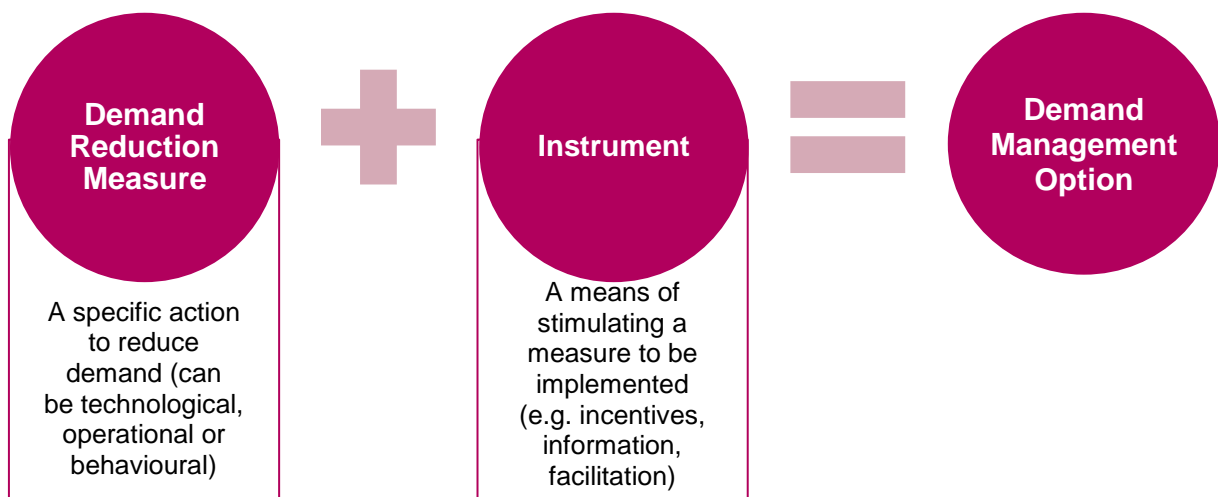 Demand
Reduction
Measure
Instrument
Demand
Management
Option
A specific action
to reduce
demand (can
be technological,
operational or
behavioural)
A means of
stimulating a
measure to be
implemented
(e.g. incentives,
information,
facilitation)